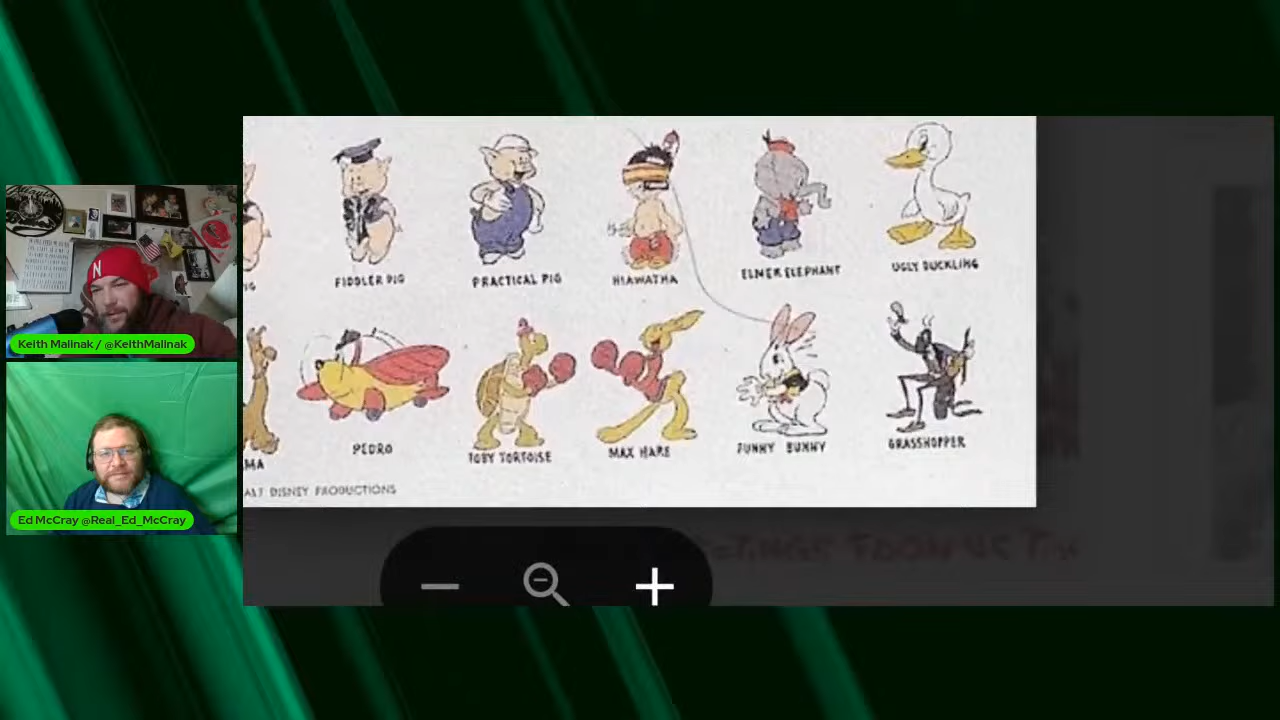 FIDDLER PIG
PRACTICAL PIG
HIAWATHA
ELMER ELEPHANT
UGLY DUCKLING
PEDRO
TOBY TORTOISE
MAX HARE
FUNNY BUNNY
GRASSHOPPER
ALT DISNEY PRODUCTIONS
N
Keith Malinak / @KeithMalinak
Ed McCray @Real_Ed_McCray